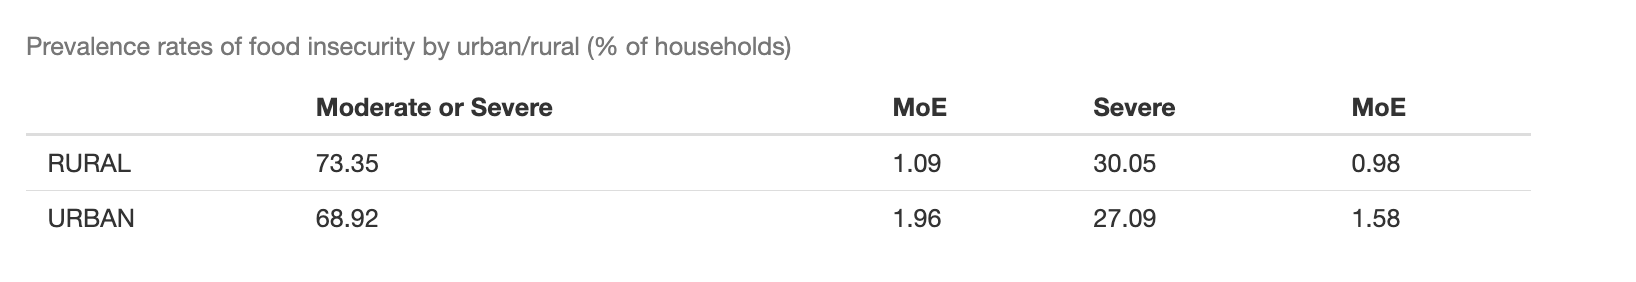 Prevalence rates of food insecurity by urban/rural (% of households)
Moderate or Severe MoE Severe MoE
RURAL 73.35 1.09 30.05 0.98
URBAN 68.92 1.96 27.09 1.58